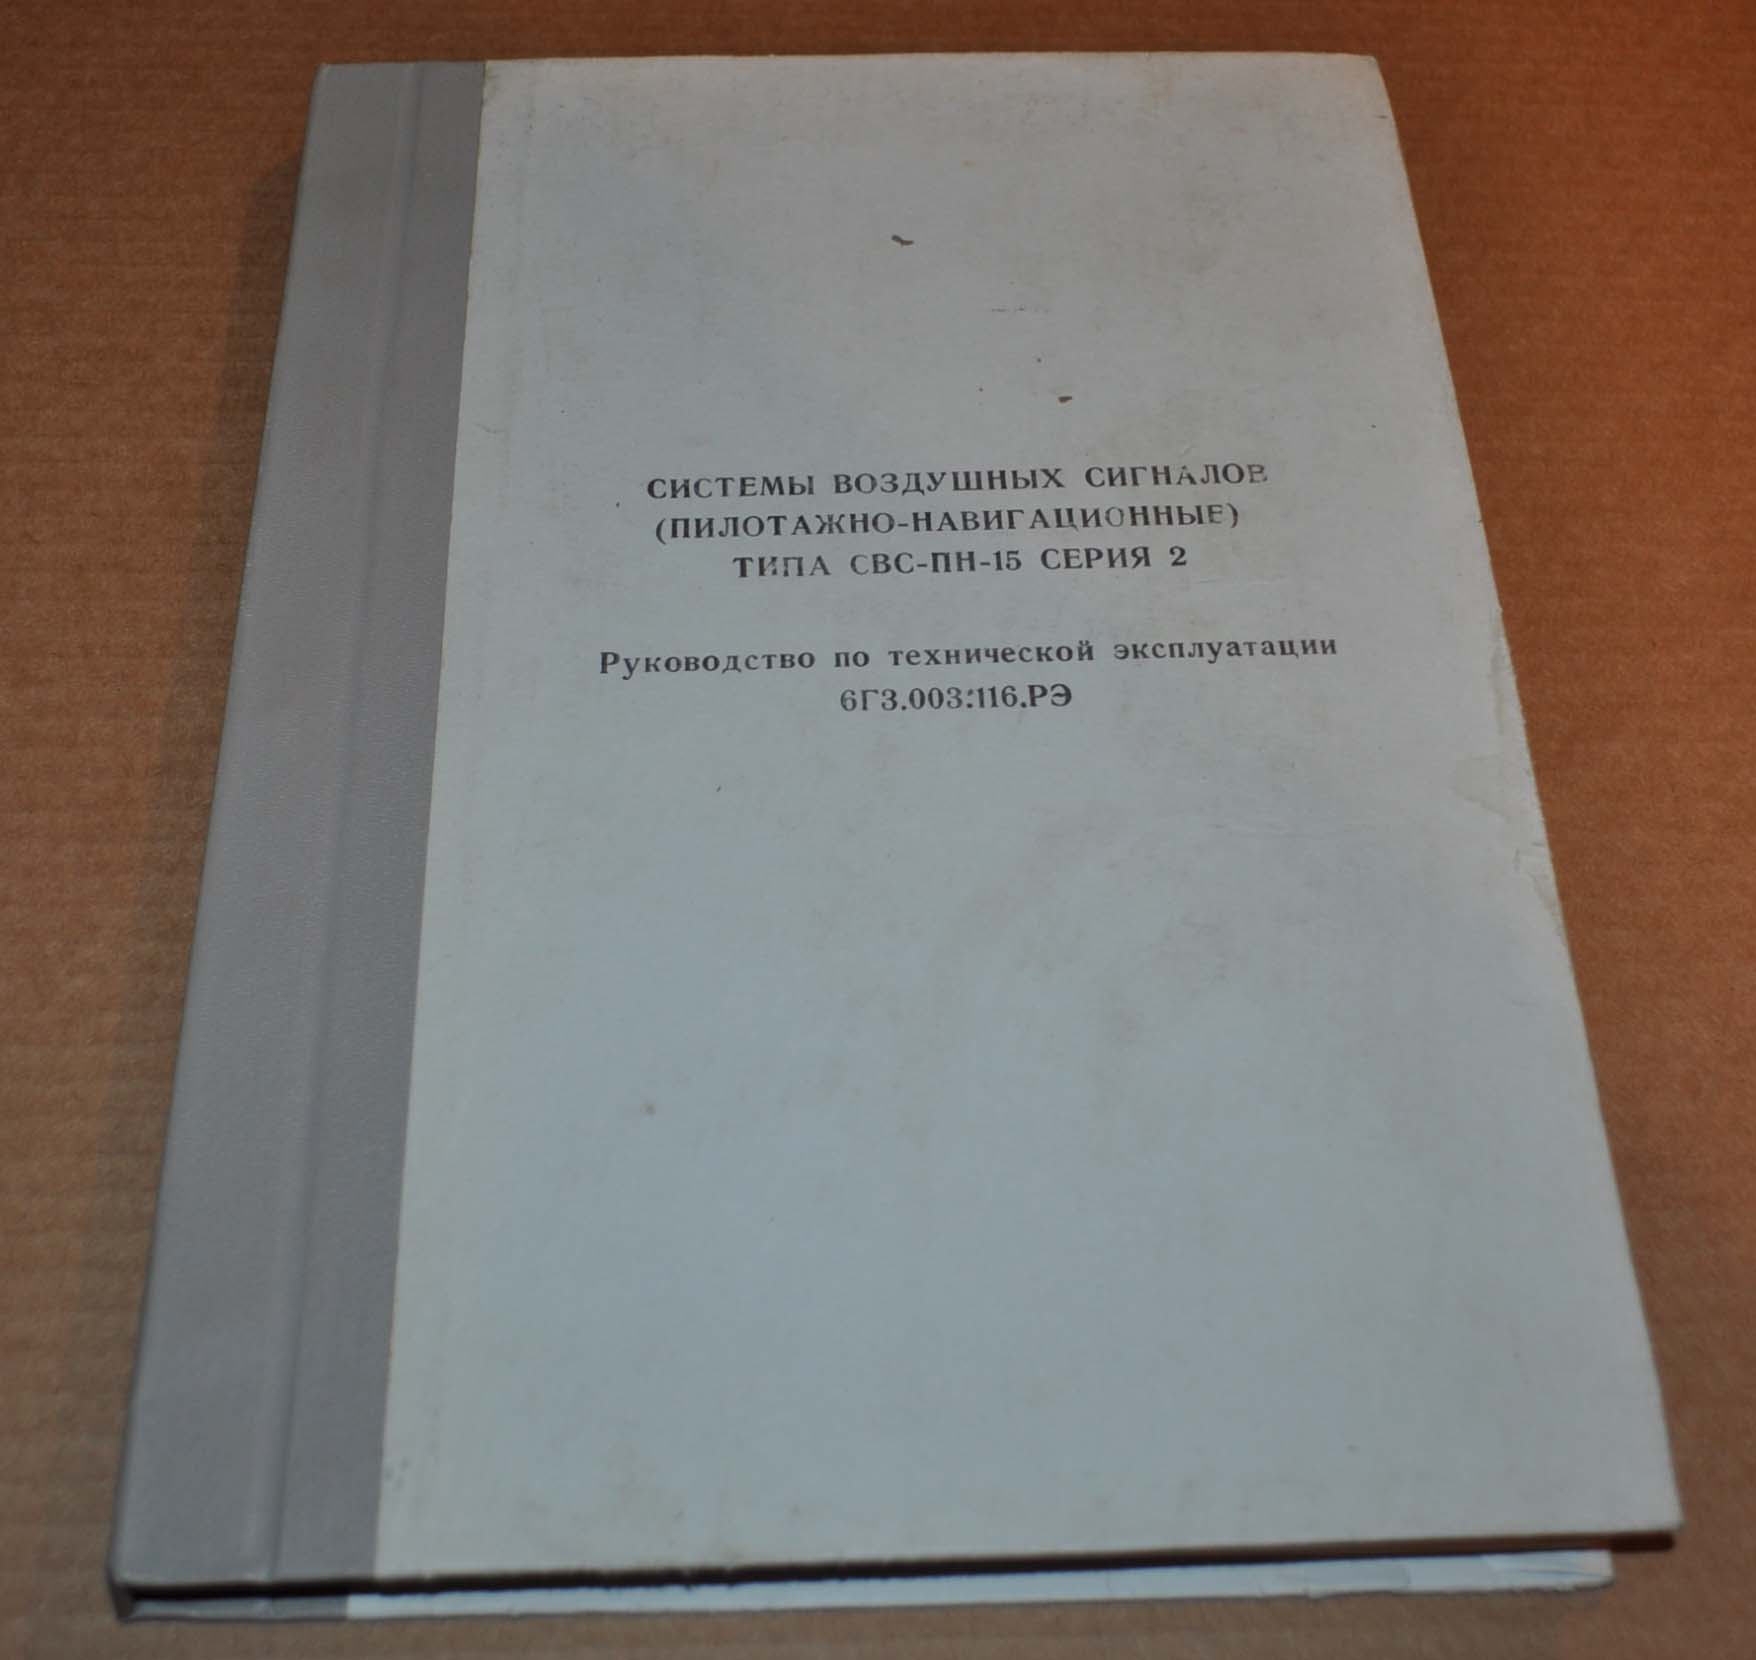 СИСТЕМЫ ВОЗДУШНЫХ СИГНАЛОВ
(ПИЛОТАЖНО-НАВИГАЦИОННЫЕ)
ТИПА СВС-ПН-15 СЕРИЯ 2
Руководство по технической эксплуатации
6Г3.003.116.РЭ